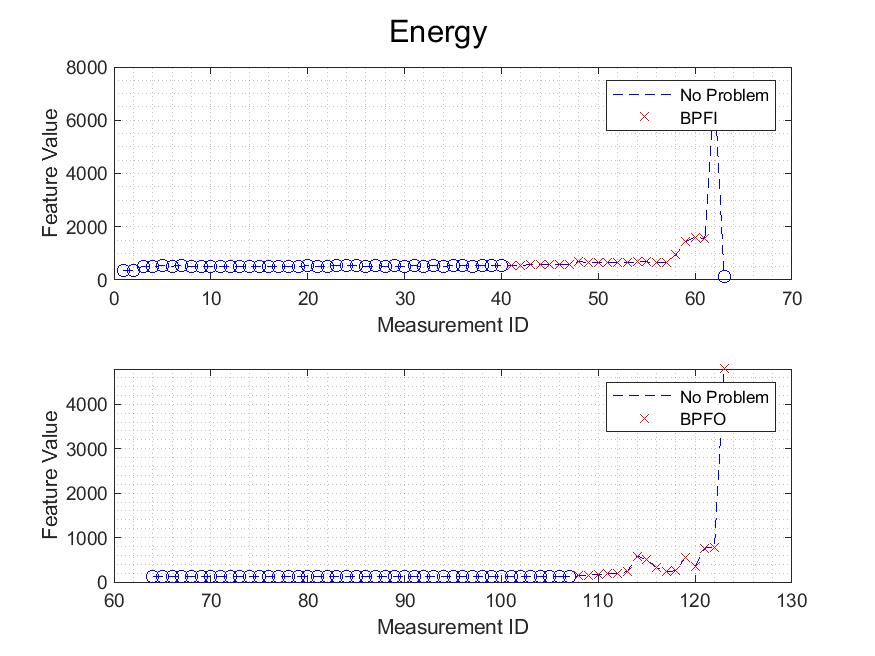 Energy
8000
6000
4000
2000
0
Feature Value
No Problem
BPFI
0 10 20 30 40 50 60 70
Measurement ID
4000
3000
2000
1000
0
Feature Value
No Problem
BPFO
60 70 80 90 100 110 120 130
Measurement ID